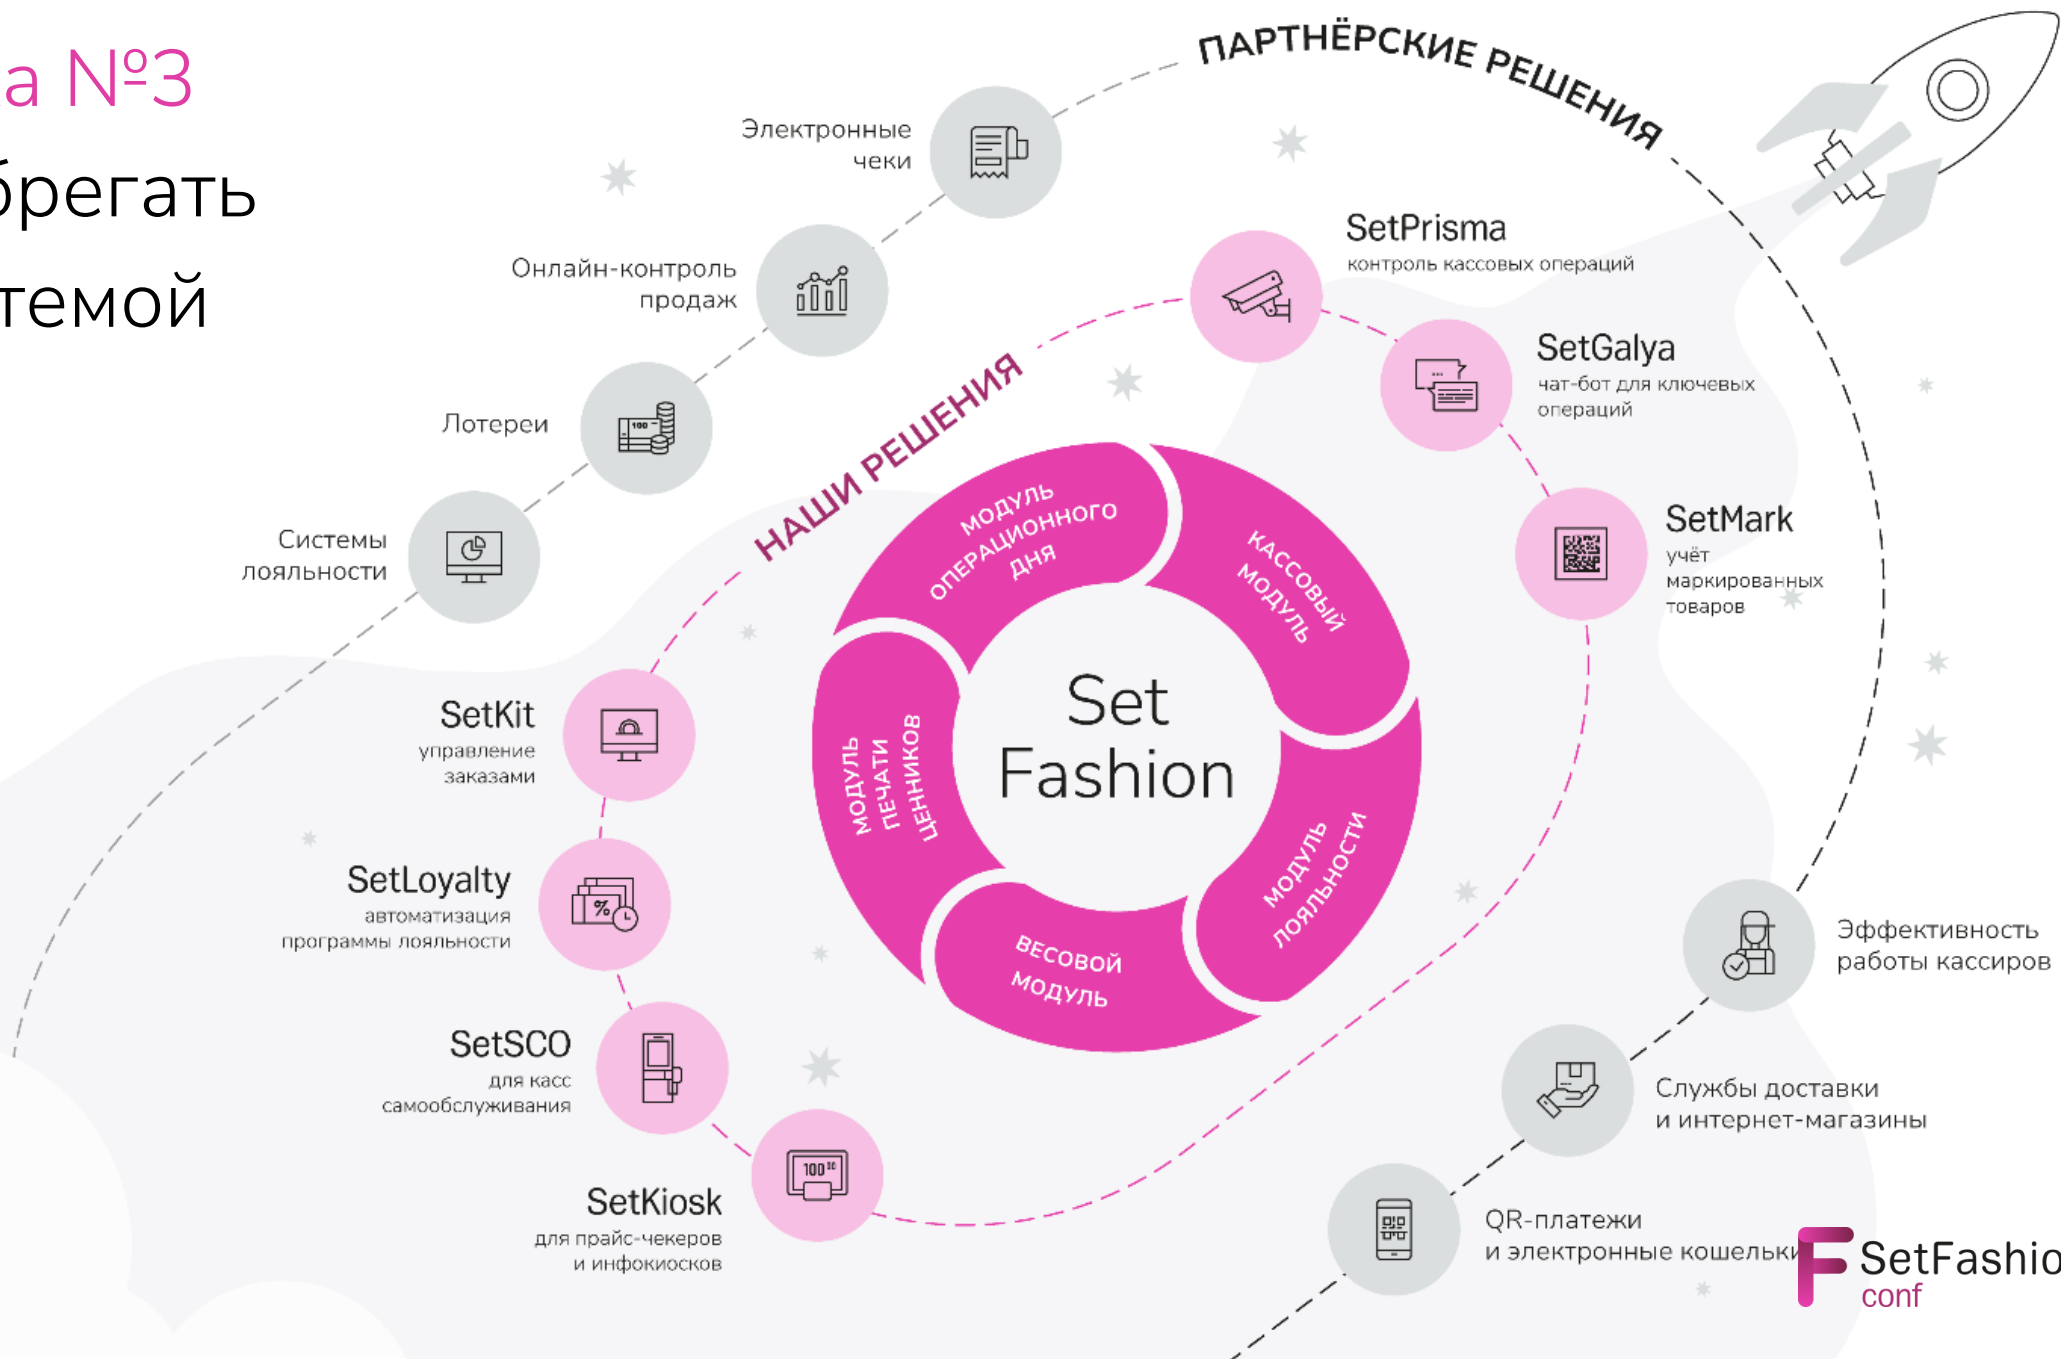 а №3
брегать
темой
ПАРТНЁРСКИЕ РЕШЕНИЯ
Электронные
чеки
Онлайн-контроль
продаж
Лотереи
Системы
лояльности
НАШИ РЕШЕНИЯ
SetPrisma
контроль кассовых операций
SetGalya
чат-бот для ключевых
операций
SetMark
учёт
маркированных
товаров
МОДУЛЬ
ОПЕРАЦИОННОГО
ДНЯ
КАССОВЫЙ
МОДУЛЬ
МОДУЛЬ
ПЕЧАТИ
ЦЕННИКОВ
Set
Fashion
МОДУЛЬ
ЛОЯЛЬНОСТИ
ВЕСОВОЙ
МОДУЛЬ
SetKit
управление
заказами
SetLoyalty
автоматизация
программы лояльности
SetSCO
для касс
самообслуживания
SetKiosk
для прайс-чекеров
и инфокиосков
100
%
100 00
Эффективность
работы кассиров
Службы доставки
и интернет-магазины
QR-платежи
и электронные кошельки
SetFashio
conf